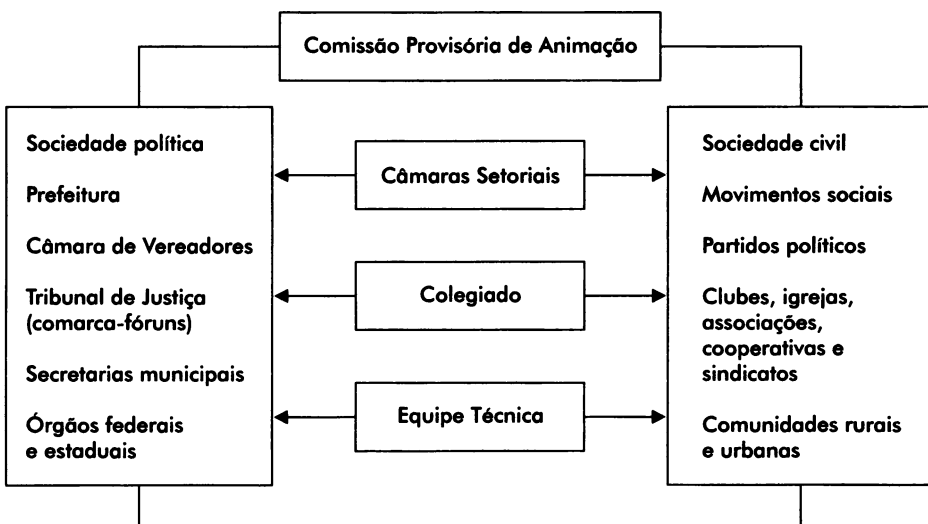 Comissão Provisória de Animação
Sociedade política
Prefeitura
Câmara de Vereadores
Tribunal de Justiça
(comarca-fóruns)
Secretarias municipais
Órgãos federais
e estaduais
Câmaras Setoriais
Colegiado
Equipe Técnica
Sociedade civil
Movimentos sociais
Partidos políticos
Clubes, igrejas,
associações,
cooperativas e
sindicatos
Comunidades rurais
e urbanas